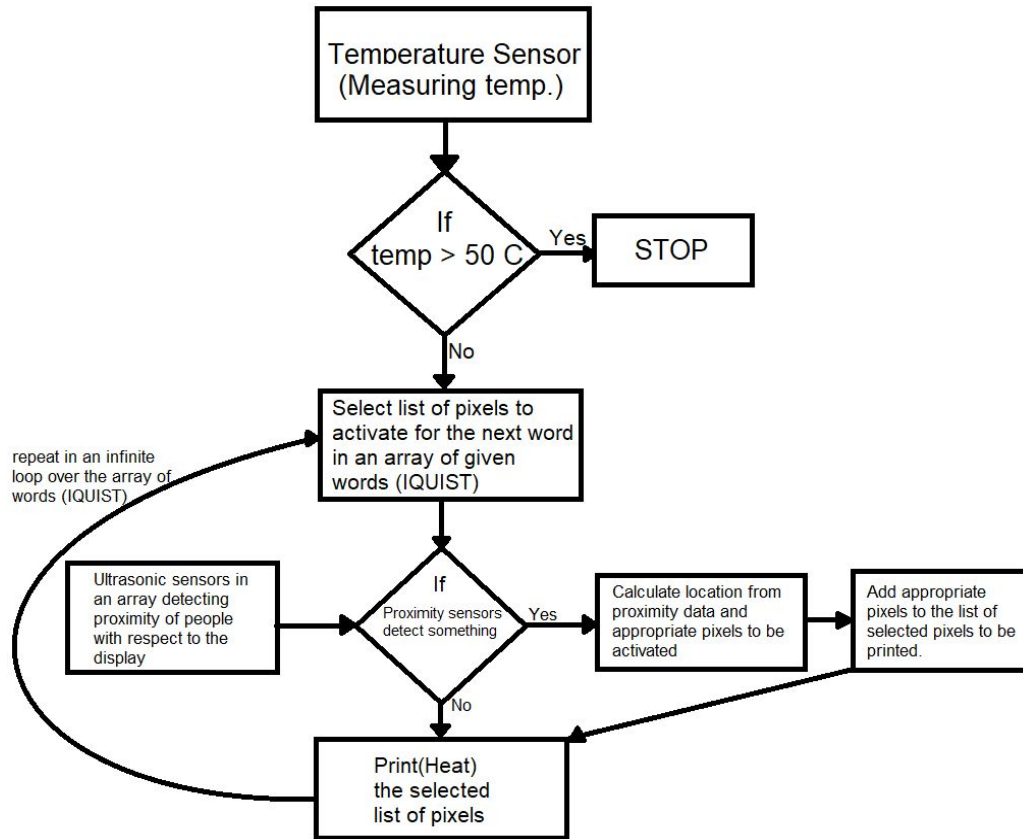 Temperature Sensor
(Measuring temp.)
If
temp > 50 C
Yes
STOP
No
Select list of pixels to
activate for the next word
in an array of given
words (IQUIST)
repeat in an infinite
loop over the array of
words (IQUIST)
Ultrasonic sensors in
an array detecting
proximity of people
with respect to the
display
If
Proximity sensors
detect something
Yes
Calculate location from
proximity data and
appropriate pixels to be
activated
Add appropriate
pixels to the list of
selected pixels to be
printed.
No
Print(Heat)
the selected
list of pixels